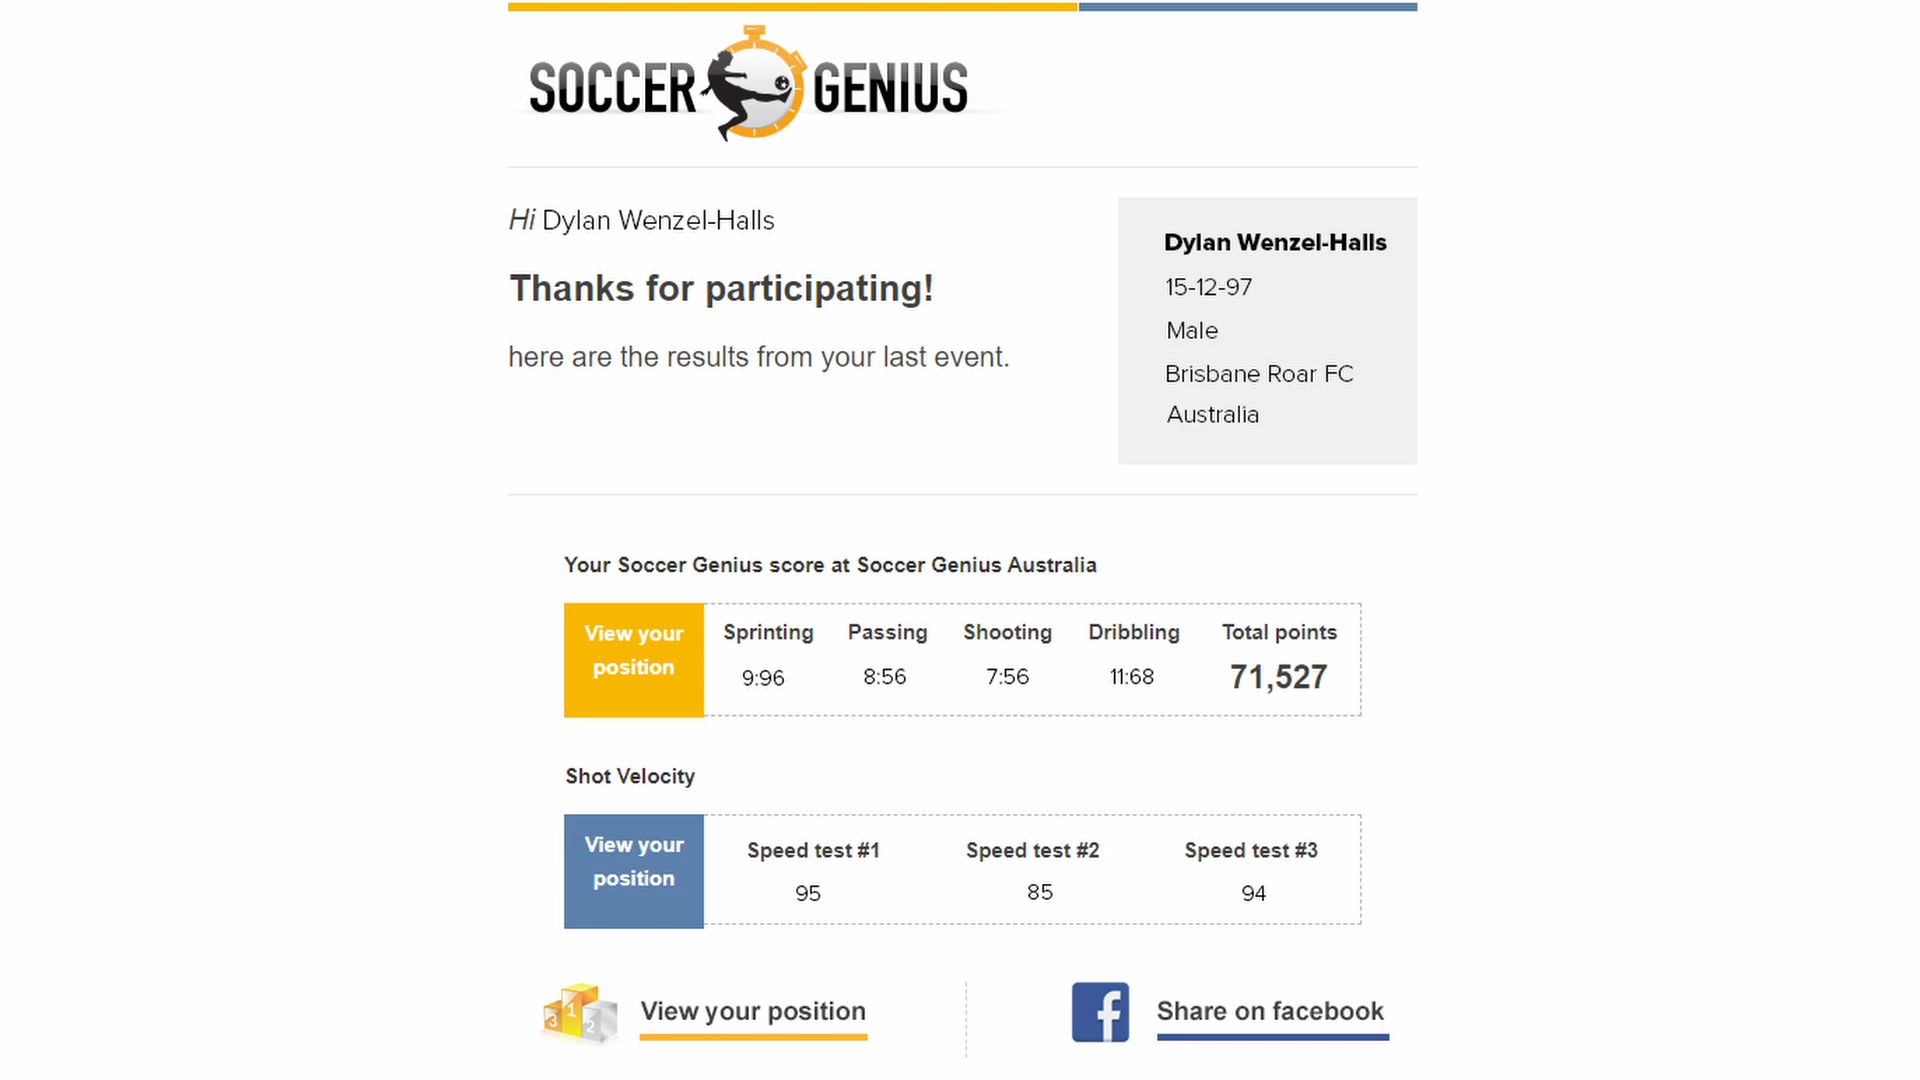 SOCCER GENIUS
Hi Dylan Wenzel-Halls
Thanks for participating!
here are the results from your last event.
Dylan Wenzel-Halls
15-12-97
Male
Brisbane Roar FC
Australia
Your Soccer Genius score at Soccer Genius Australia
View your
position
Sprinting Passing Shooting Dribbling Total points
9:96 8:56 7:56 11:68 71,527
Shot Velocity
View your
position
Speed test #1 Speed test #2 Speed test #3
95 85 94
3 1 2
View your position
f
Share on facebook